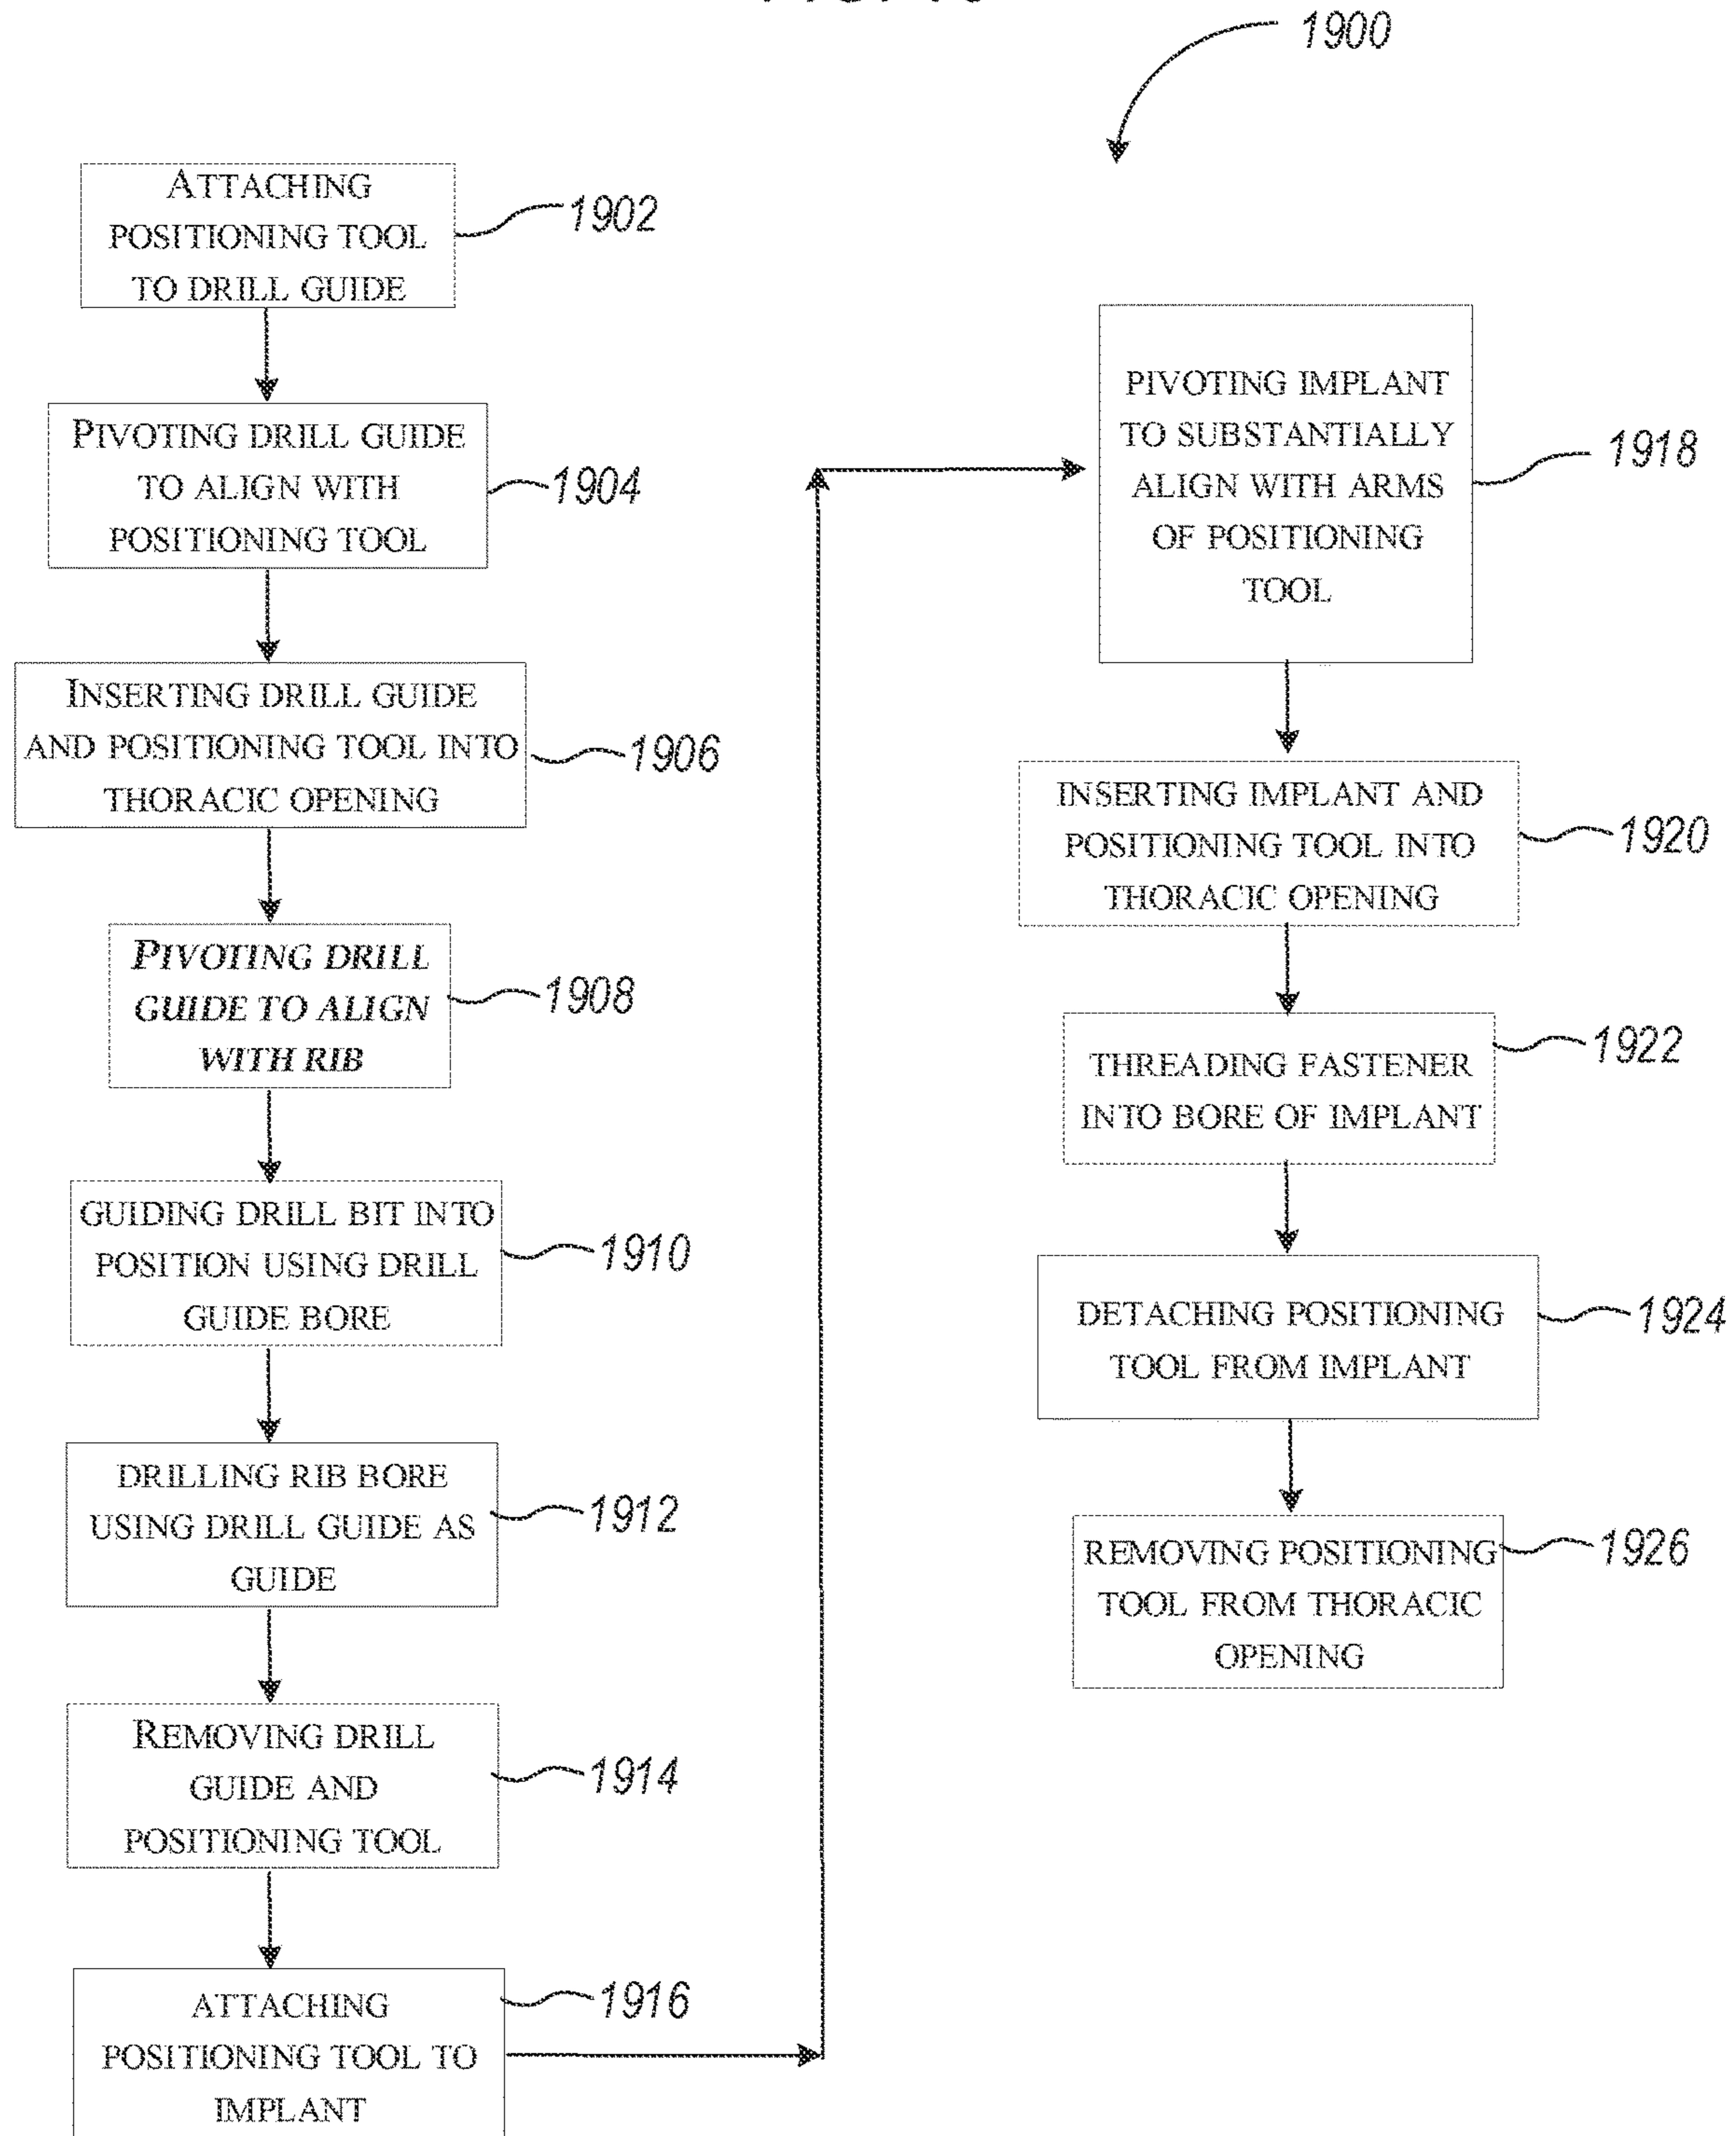 1900
ATTACHING
POSITIONING TOOL
TO DRILL GUIDE
1902
PIVOTING DRILL GUIDE
TO ALIGN WITH
POSITIONING TOOL
1904
INSERTING DRILL GUIDE
AND POSITIONING TOOL INTO
THORACIC OPENING
1906
PIVOTING DRILL
GUIDE TO ALIGN
WITH RIB
1908
GUIDING DRILL BIT INTO
POSITION USING DRILL
GUIDE BORE
1910
DRILLING RIB BORE
USING DRILL GUIDE AS
GUIDE
1912
REMOVING DRILL
GUIDE AND
POSITIONING TOOL
1914
ATTACHING
POSITIONING TOOL TO
IMPLANT
1916
PIVOTING IMPLANT
TO SUBSTANTIALLY
ALIGN WITH ARMS
OF POSITIONING
TOOL
1918
INSERTING IMPLANT AND
POSITIONING TOOL INTO
THORACIC OPENING
1920
THREADING FASTENER
INTO BORE OF IMPLANT
1922
DETACHING POSITIONING
TOOL FROM IMPLANT
1924
REMOVING POSITIONING
TOOL FROM THORACIC
OPENING
1926